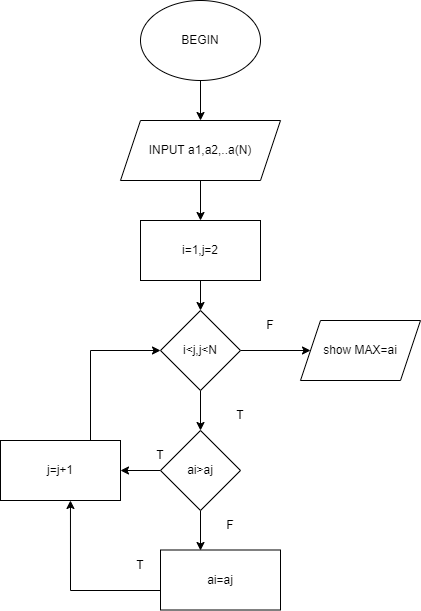 BEGIN
INPUT a1,a2,..a(N)
i=1,j=2
F
i<j,j<N
show MAX=ai
T
T
j=j+1
ai>aj
F
T
ai=aj